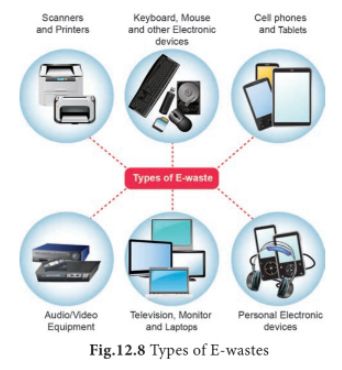 Scanners
and Printers
Keyboard, Mouse
and other Electronic
devices
Cell phones
and Tablets
Types of E-waste
Audio/Video
Equipment
Television, Monitor
and Laptops
Personal Electronic
devices
Fig.12.8 Types of E-wastes